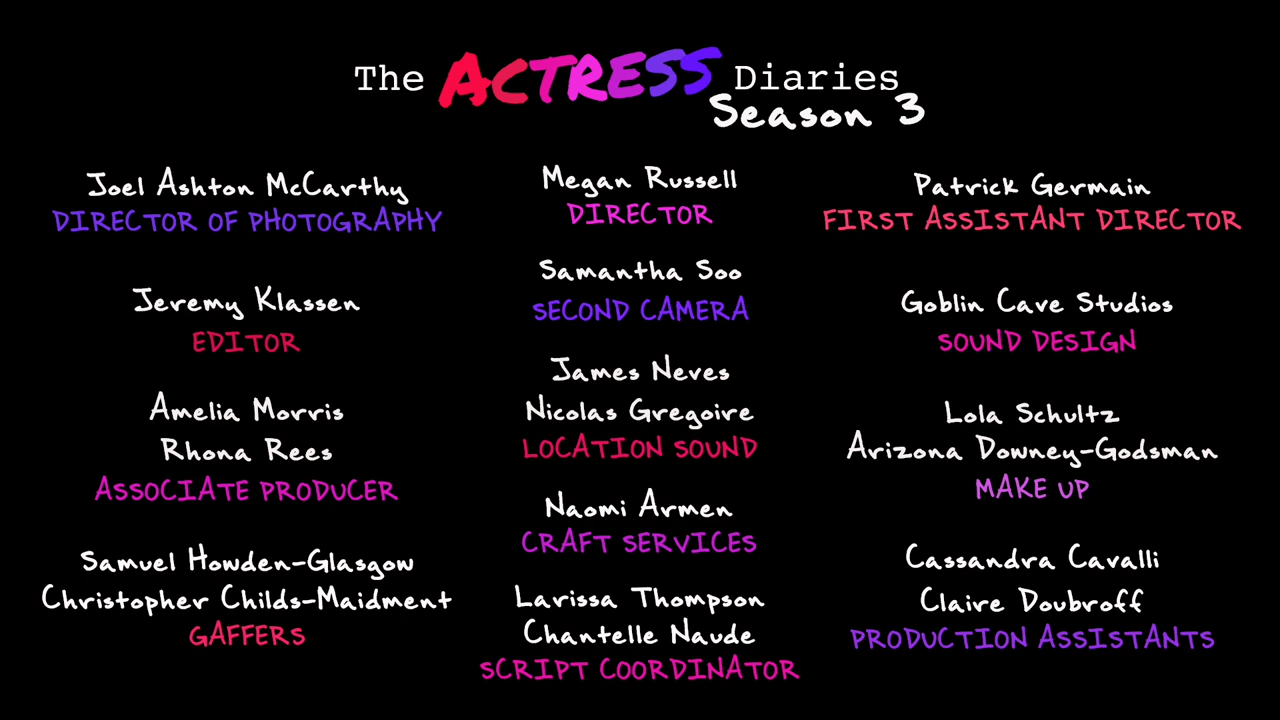 The ACTRESS Diaries
Season 3
Joel Ashton McCarthy
DIRECTOR OF PHOTOGRAPHY
Jeremy Klassen
EDITOR
Amelia Morris
Rhona Rees
ASSOCIATE PRODUCER
Samuel Howden-Glasgow
Christopher Childs-Maidment
GAFFERS
Megan Russell
DIRECTOR
Samantha Soo
SECOND CAMERA
James Neves
Nicolas Gregoire
LOCATION SOUND
Naomi Armen
CRAFT SERVICES
Larissa Thompson
Chantelle Naude
SCRIPT COORDINATOR
Patrick Germain
FIRST ASSISTANT DIRECTOR
Goblin Cave Studios
SOUND DESIGN
Lola Schultz
Arizona Downey-Godsman
MAKE UP
Cassandra Cavalli
Claire Doubroff
PRODUCTION ASSISTANTS